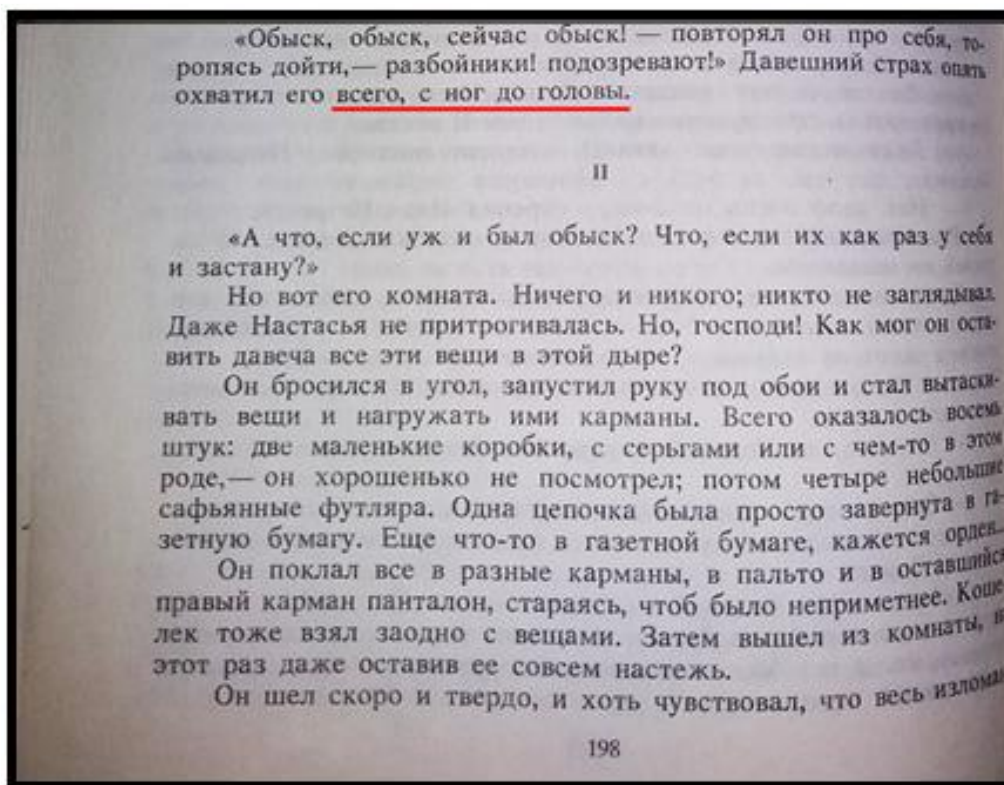 «Обыск, обыск, сейчас обыск! — повторял он про себя, то-
ропясь дойти,— разбойники! подозревают!» Давешний страх опять
охватил его всего, с ног до головы.
II
«А что, если уж и был обыск? Что, если их как раз у себя
и застану?»
Но вот его комната. Ничего и никого; никто не заглядывал.
Даже Настасья не притрогивалась. Но, господи! Как мог он оста-
вить давеча все эти вещи в этой дыре?
Он бросился в угол, запустил руку под обои и стал вытаски-
вать вещи и нагружать ими карманы. Всего оказалось восемь
штук: две маленькие коробки, с серьгами или с чем-то в этом
роде,— он хорошенько не посмотрел; потом четыре небольшие
сафьянные футляра. Одна цепочка была просто завернута в га-
зетную бумагу. Еще что-то в газетной бумаге, кажется орден.
Он поклал все в разные карманы, в пальто и в оставшийся
правый карман панталон, стараясь, чтоб было неприметнее. Коше
лек тоже взял заодно с вещами. Затем вышел из комнаты, в
этот раз даже оставив ее совсем настежь.
Он шел скоро и твердо, и хоть чувствовал, что весь изломан
198